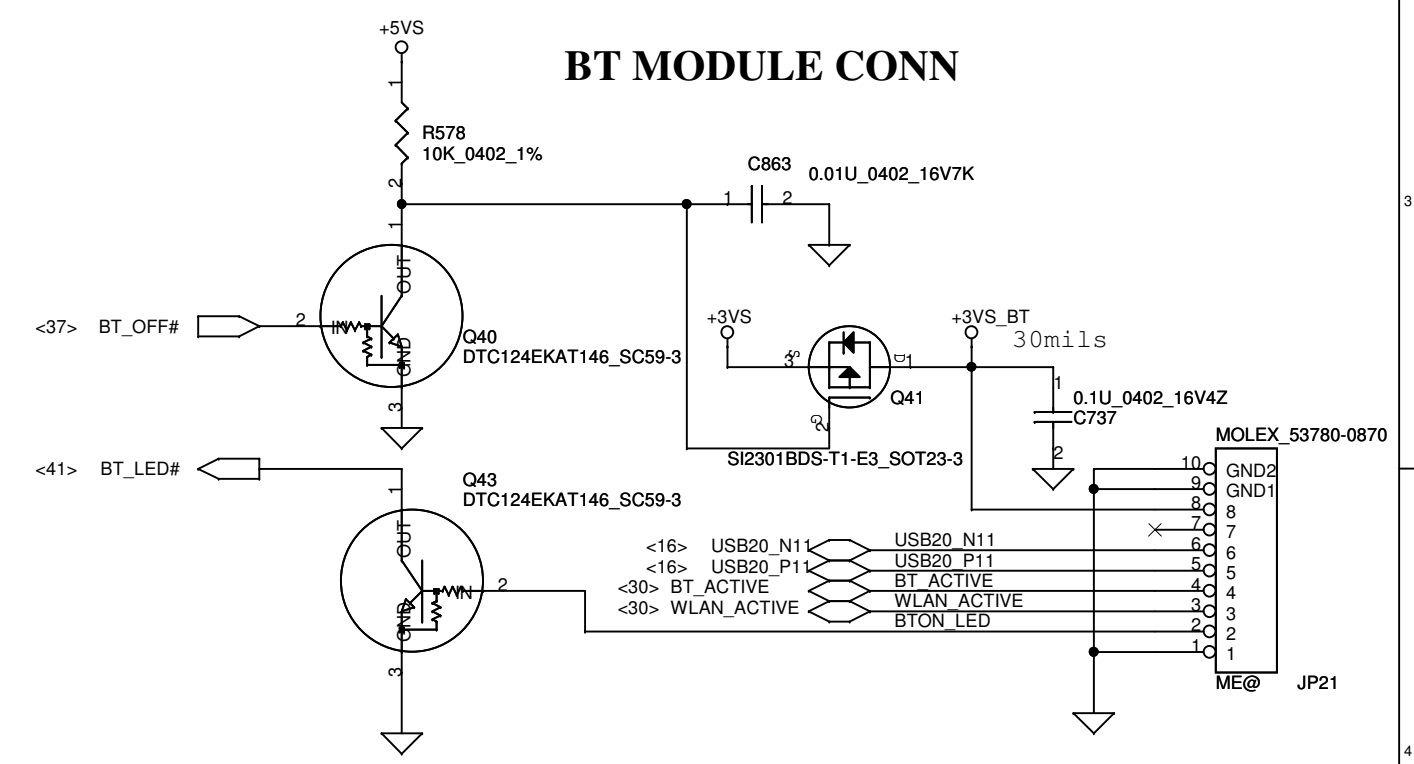 +5VS
BT MODULE CONN
1
R578
10K_0402_1%
2
C863
0.01U_0402_16V7K
1
2
3
1
OUT
<37> BT_OFF#
2
IN
GND
Q40
DTC124EKAT146_SC59-3
3
+3VS
3
S
D
1
G
2
Q41
SI2301BDS-T1-E3_SOT23-3
+3VS_BT
30mils
1
0.1U_0402_16V4Z
C737
2
MOLEX_53780-0870
<41> BT_LED#
1
Q43
DTC124EKAT146_SC59-3
OUT
IN
2
GND
3
10 GND2
9 GND1
8 8
7 7
<16> USB20_N11 USB20_N11 6 6
<16> USB20_P11 USB20_P11 5 5
<30> BT_ACTIVE BT_ACTIVE 4 4
<30> WLAN_ACTIVE WLAN_ACTIVE 3 3
BTON_LED 2 2
1 1
ME@ JP21
4